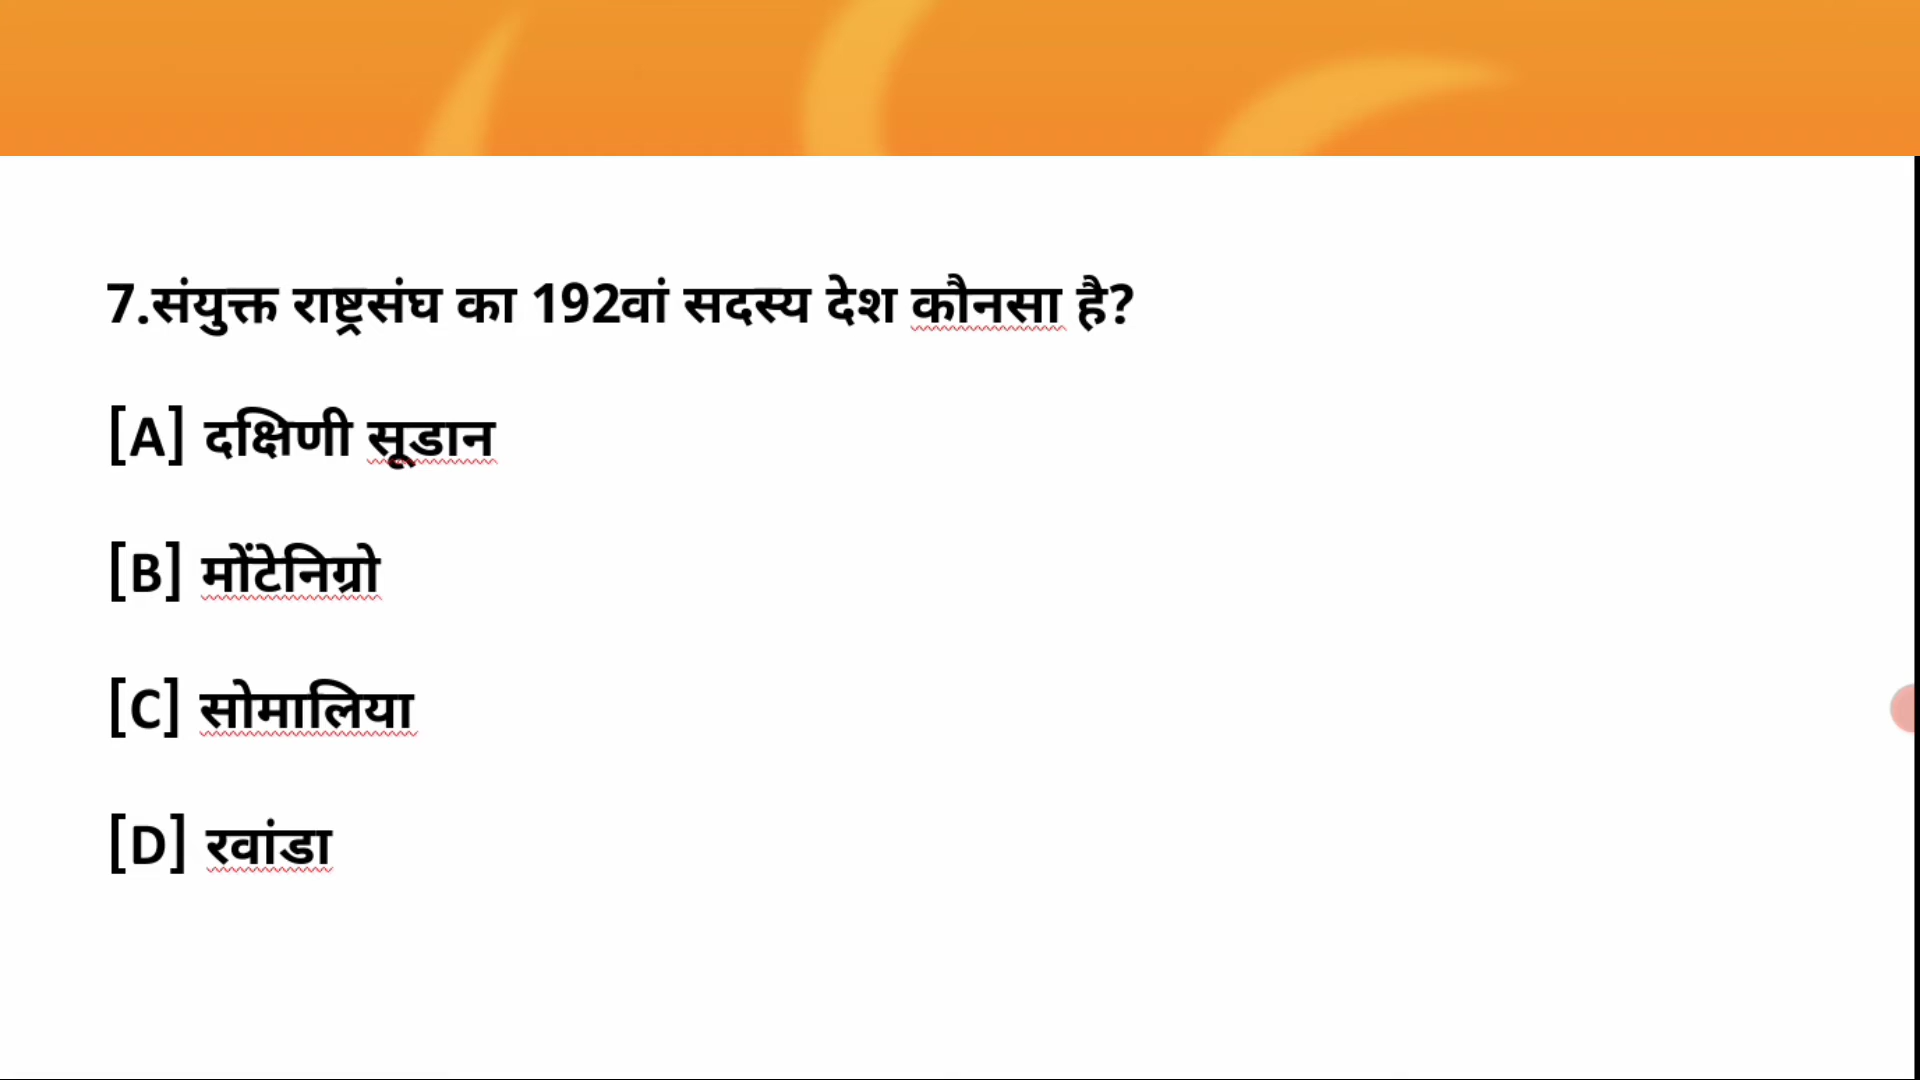 7.संयुक्त राष्ट्रसंघ का 192वां सदस्य देश कौनसा है?
[A] दक्षिणी सूडान
[B] मोंटेनिग्रो
[C] सोमालिया
[D] रवांडा